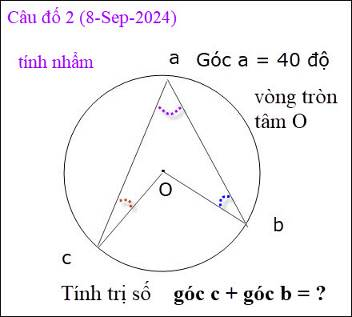 Câu đố 2 (8-Sep-2024)
tính nhẩm
a Góc a = 40 độ
vòng tròn
tâm O
O
b
c
Tính trị số góc c + góc b = ?